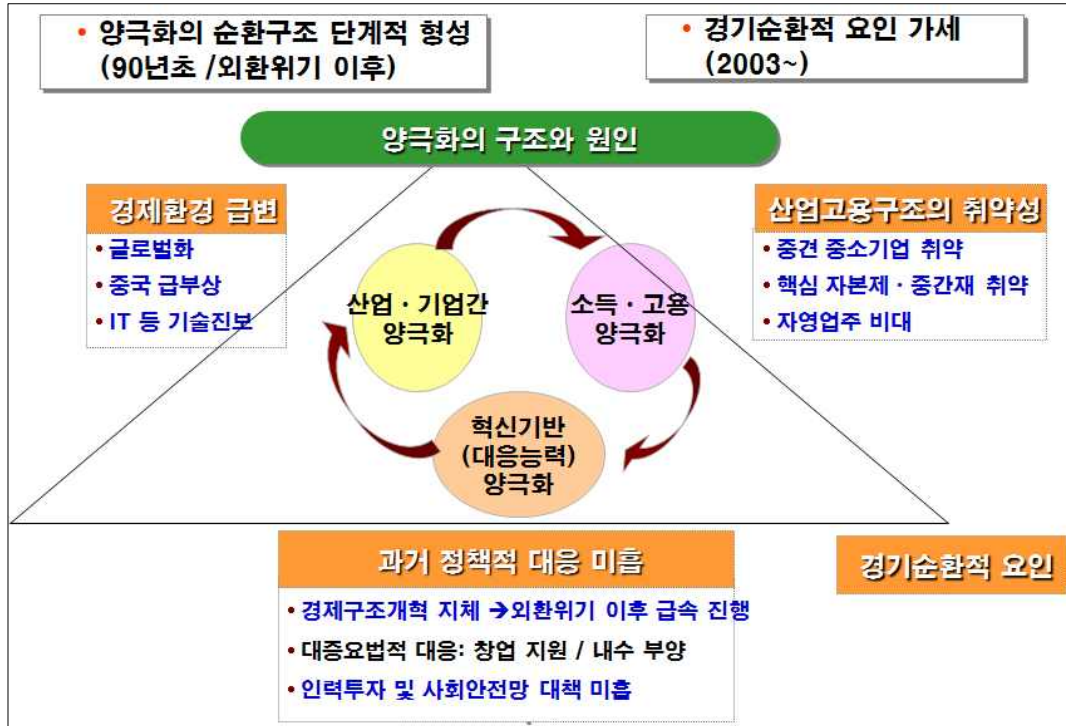 • 양극화의 순환구조 단계적 형성
(90년초 /외환위기 이후)
• 경기순환적 요인 가세
(2003~)
양극화의 구조와 원인
경제환경 급변
• 글로벌화
• 중국 급부상
• IT 등 기술진보
산업고용구조의 취약성
• 중견 중소기업 취약
• 핵심 자본제 · 중간재 취약
• 자영업주 비대
산업 · 기업간
양극화
소득 · 고용
양극화
혁신기반
(대응능력)
양극화
과거 정책적 대응 미흡
• 경제구조개혁 지체 →외환위기 이후 급속 진행
• 대증요법적 대응: 창업 지원 / 내수 부양
• 인력투자 및 사회안전망 대책 미흡
경기순환적 요인